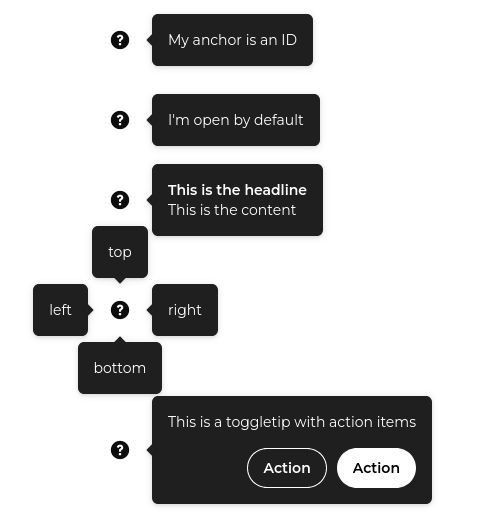 ?
My anchor is an ID
?
I'm open by default
?
This is the headline
This is the content
top
left
?
right
bottom
?
This is a toggletip with action items
Action
Action